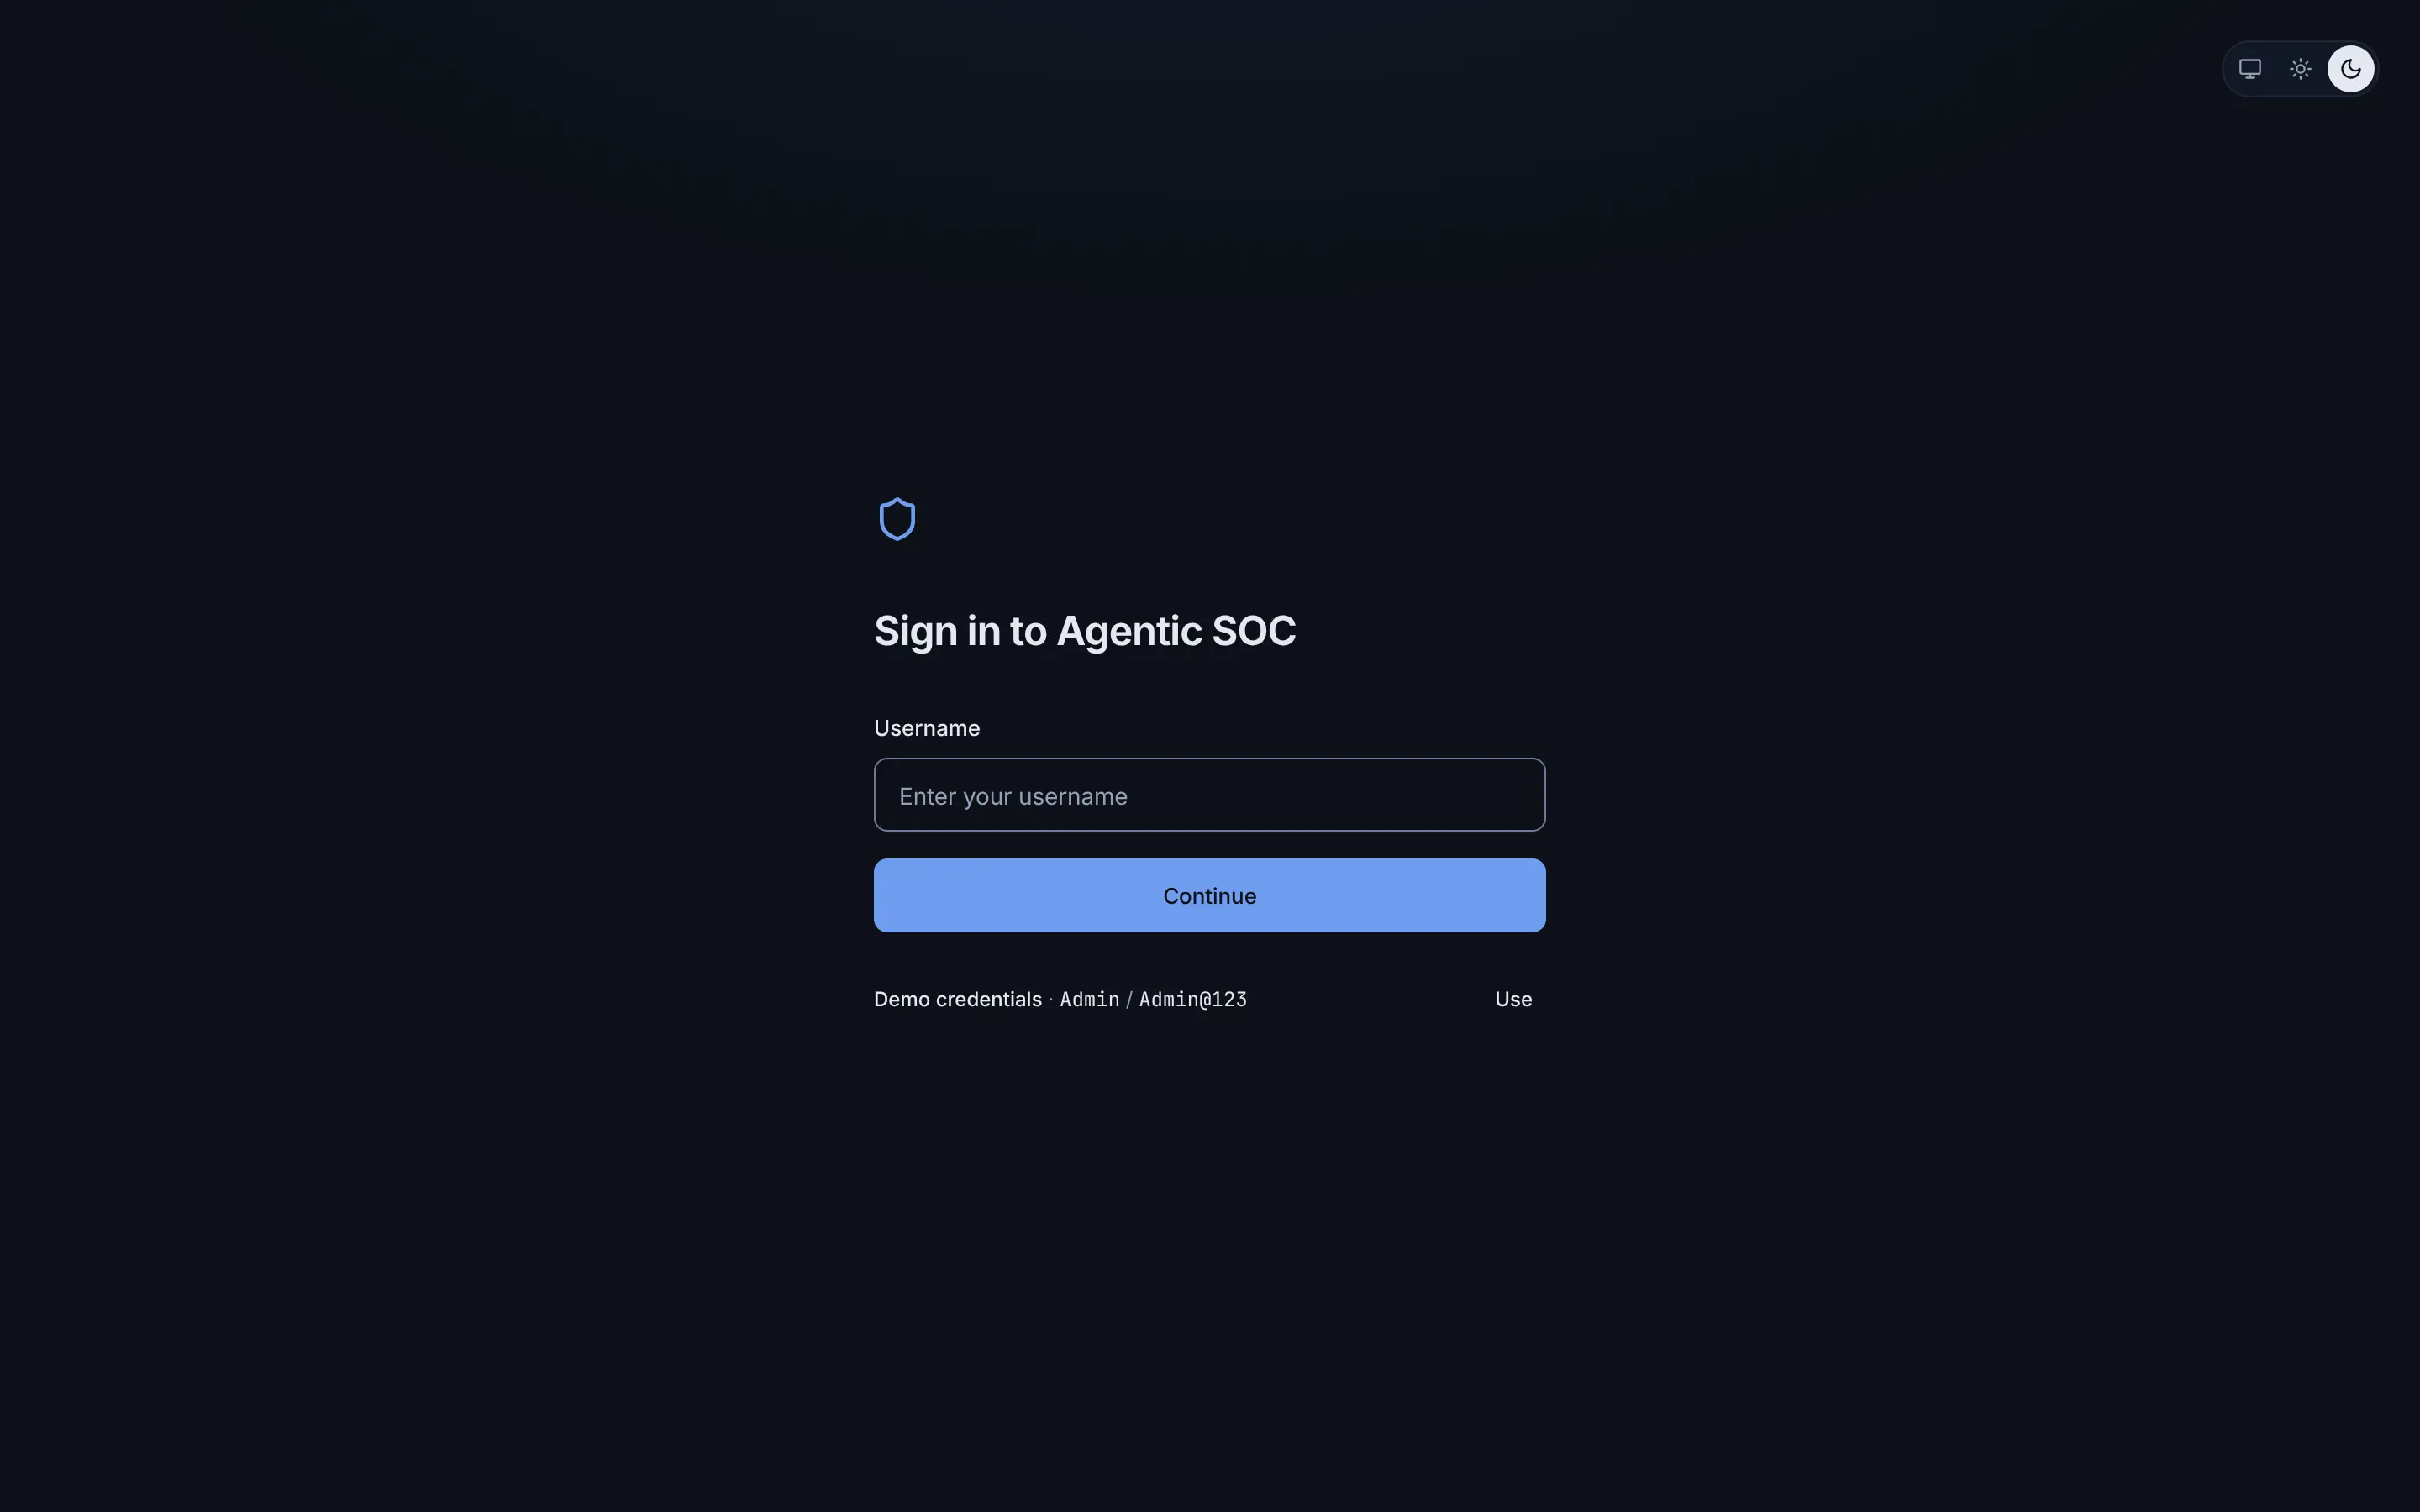 Sign in to Agentic SOC
Username
Enter your username
Continue
Demo credentials · Admin / Admin@123 Use